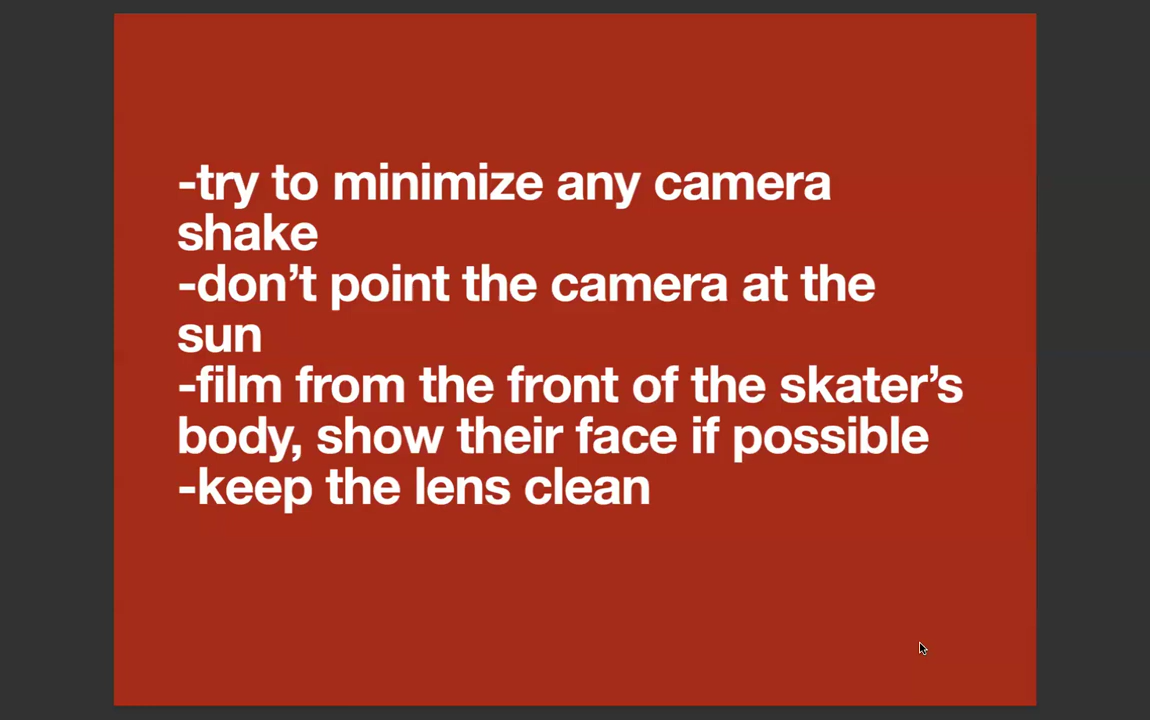 -try to minimize any camera
shake
-don’t point the camera at the
sun
-film from the front of the skater’s
body, show their face if possible
-keep the lens clean